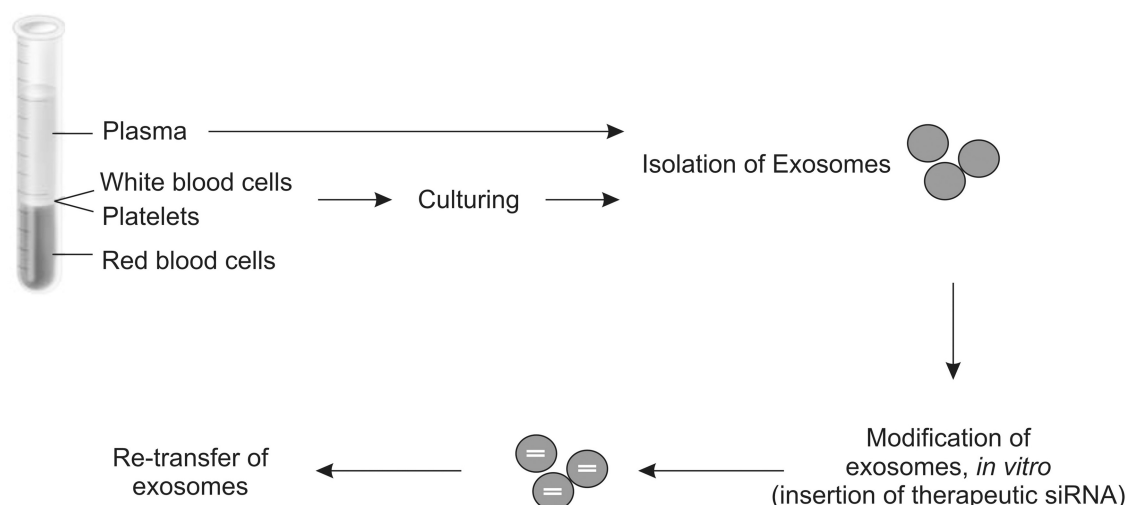 Plasma
White blood cells
Platelets
Red blood cells
Culturing
Isolation of Exosomes
Modification of
exosomes, in vitro
(insertion of therapeutic siRNA)
Re-transfer of
exosomes